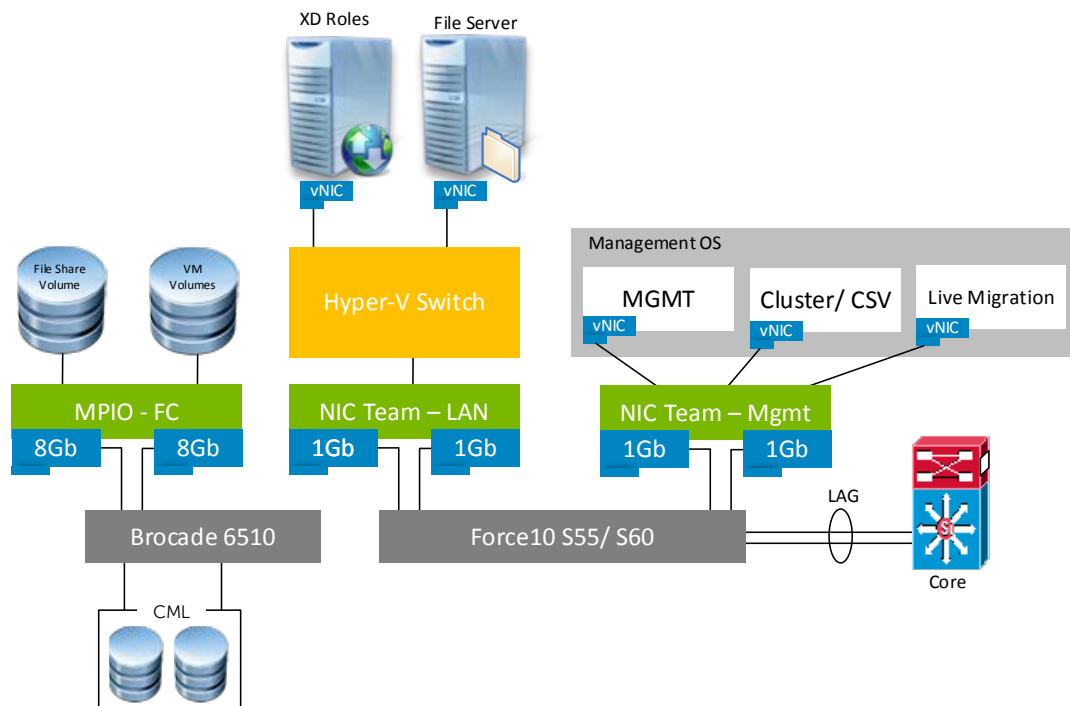 XD Roles
File Server
vNIC
vNIC
File Share
Volume
VM
Volumes
Hyper-V Switch
Management OS
MGMT
Cluster/ CSV
Live Migration
vNIC
vNIC
vNIC
MPIO - FC
8Gb
8Gb
NIC Team – LAN
1Gb
1Gb
NIC Team – Mgmt
1Gb
1Gb
LAG
Brocade 6510
Force10 S55/ S60
Si
Core
CML